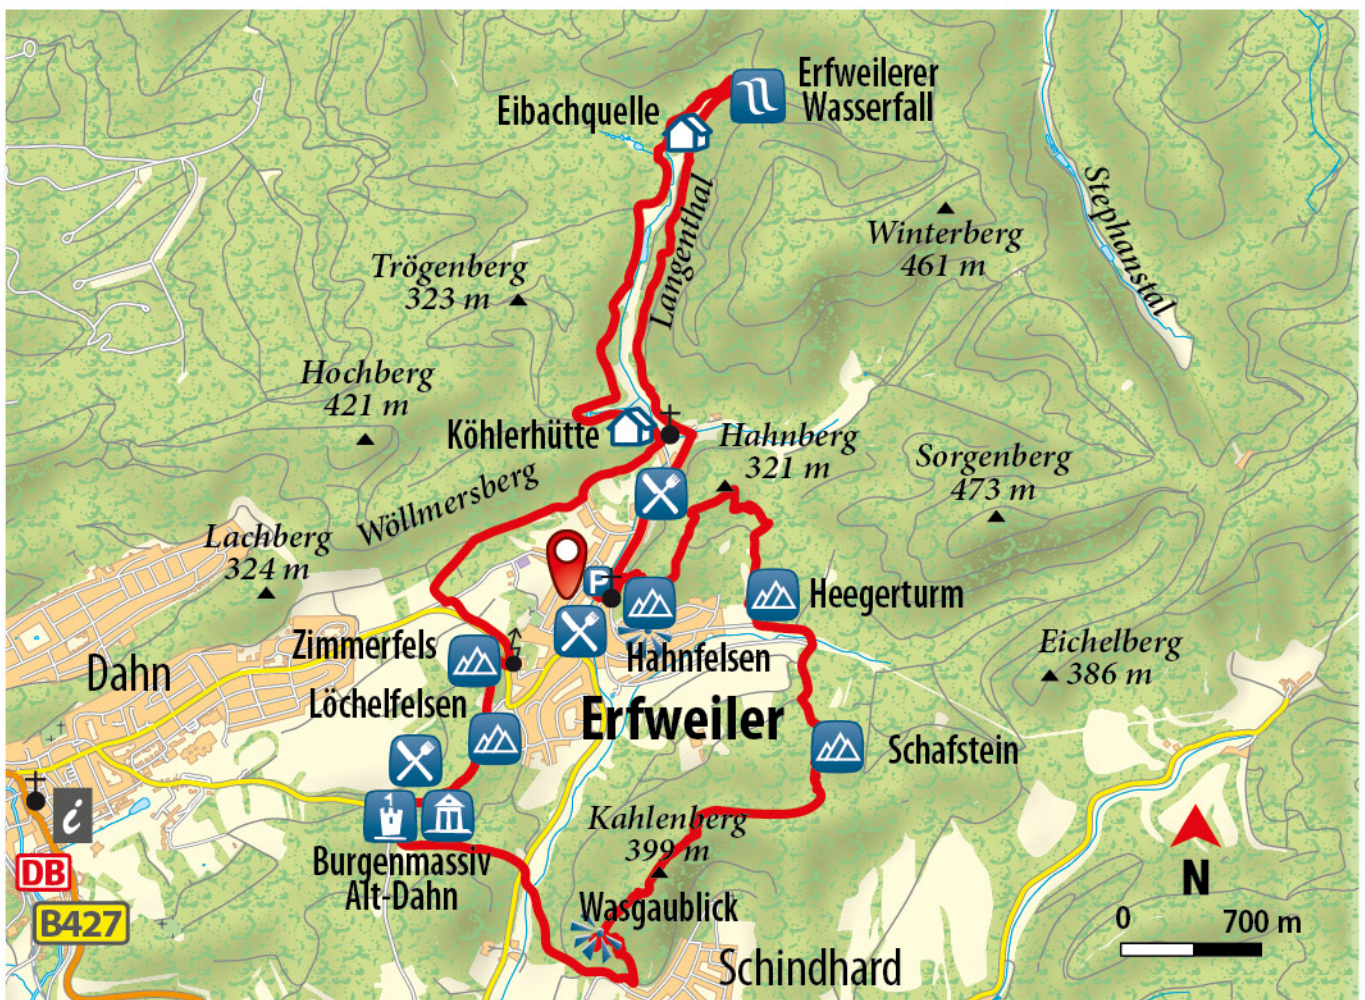 Erfweilerer
Wasserfall
Eibachquelle
Langenthal
Stephanstal
Winterberg
461 m
Trögenberg
323 m
Hochberg
421 m
Köhlerhütte
Hahnberg
321 m
Sorgenberg
473 m
Wöllmersberg
Lachberg
324 m
P
Heegerturm
Zimmerfels
Hahnfelsen
Eichelberg
386 m
Dahn
Löchelfelsen
Erfweiler
Schafstein
i
Kahlenberg
399 m
DB
Burgenmassiv
Alt-Dahn
B427
Wasgaublick
N
0 700 m
Schindhard